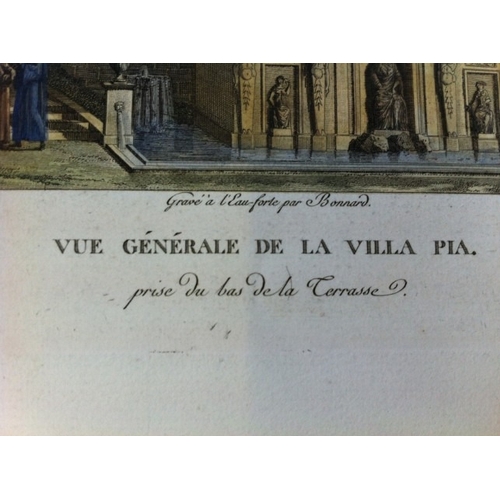 Gravé à l'Eau-forte par Bonnard.
VUE GÉNÉRALE DE LA VILLA PIA.
prise du bas de la Terrasse.